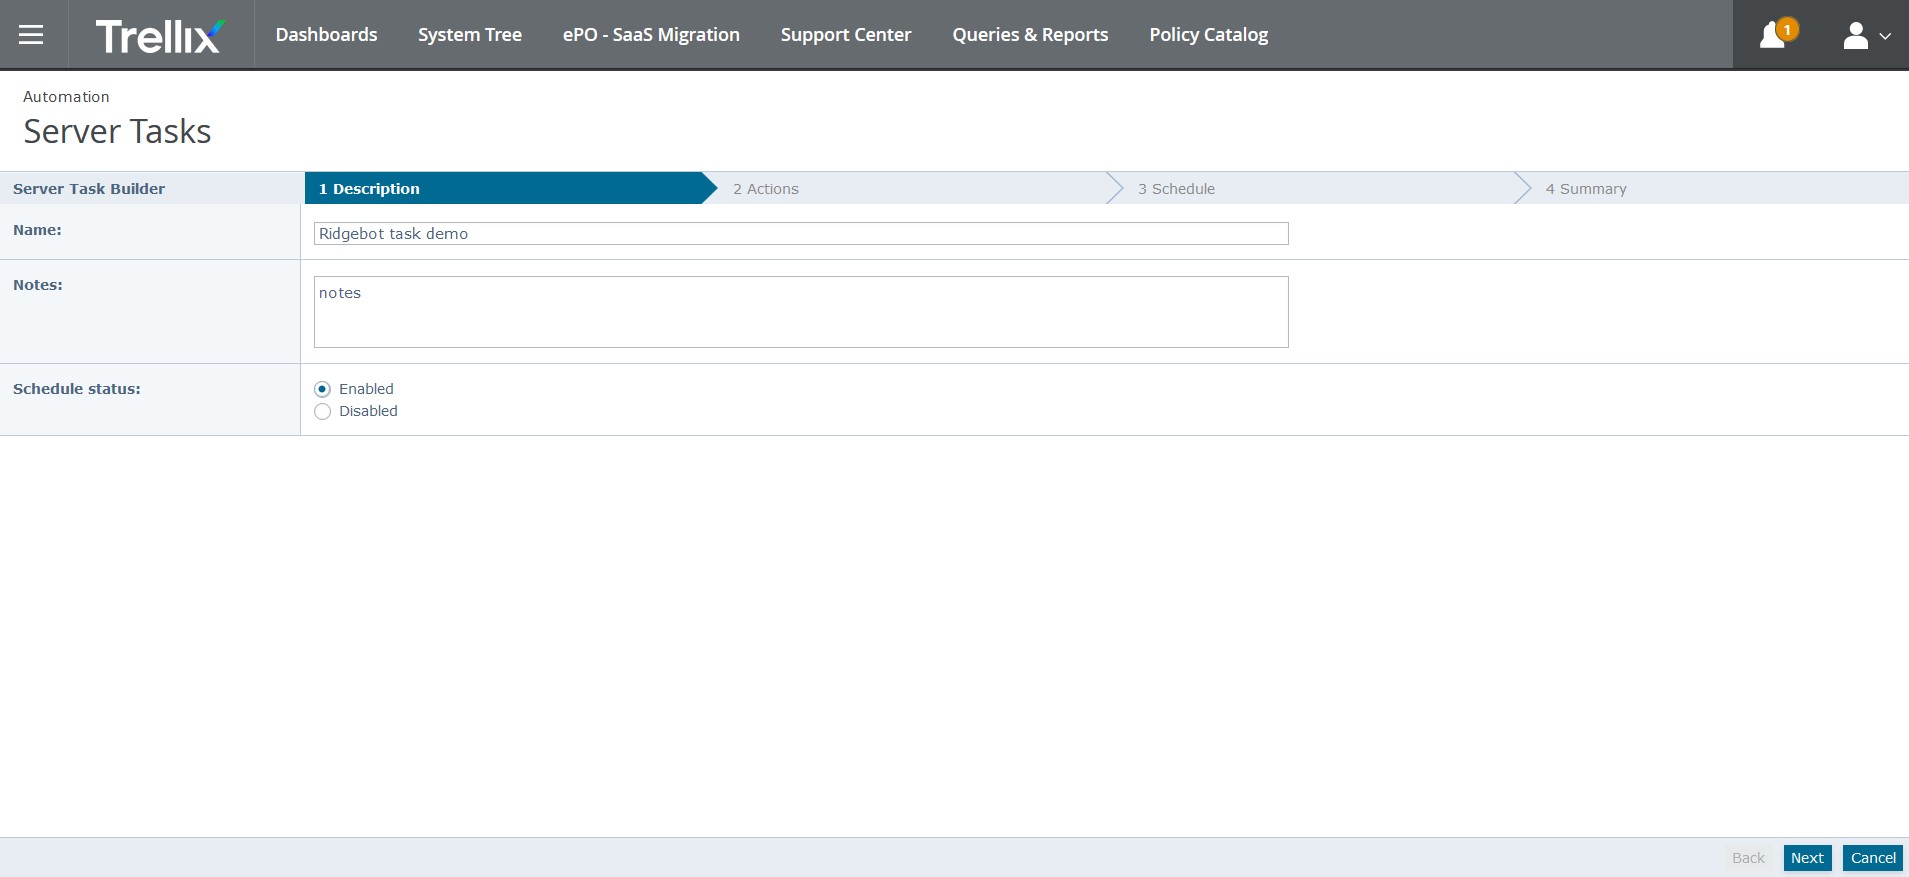 Trellix Dashboards System Tree ePO - SaaS Migration Support Center Queries & Reports Policy Catalog 1
Automation
Server Tasks
Server Task Builder 1 Description 2 Actions 3 Schedule 4 Summary
Name: Ridgebot task demo
Notes: notes
Schedule status: Enabled
Disabled
Back Next Cancel